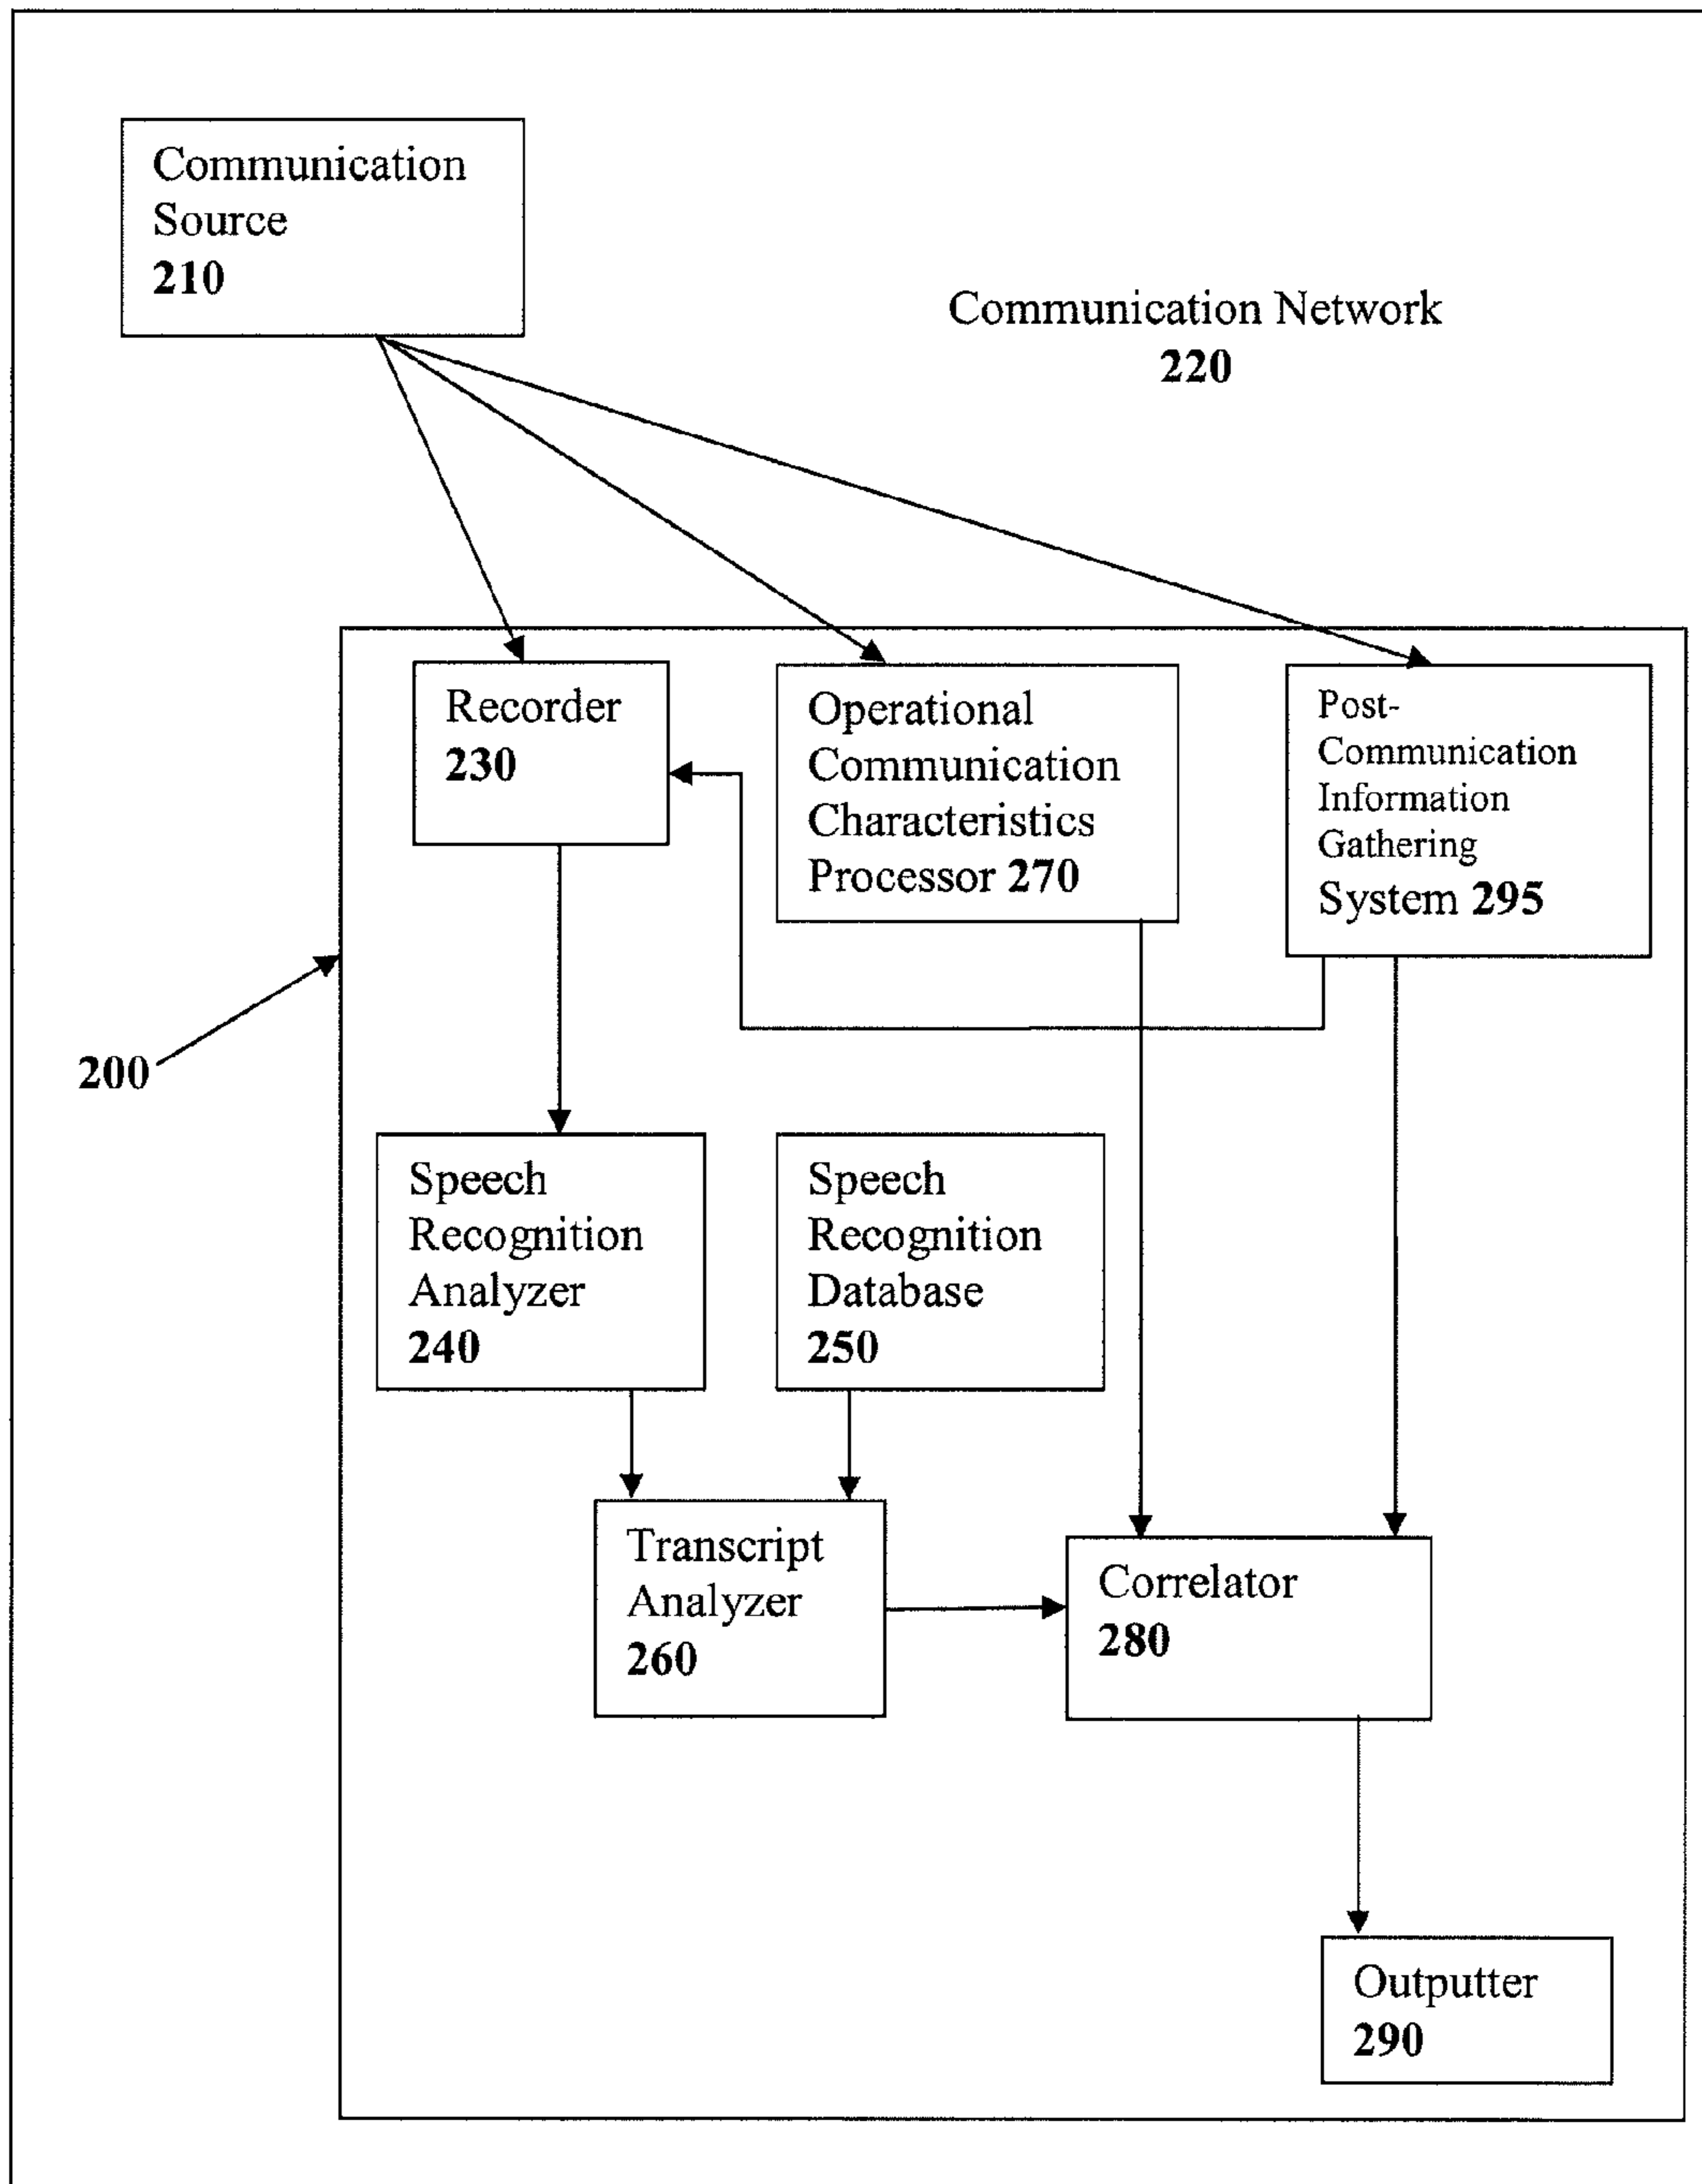 Communication
Source
210
Communication Network
220
Recorder
230
Operational
Communication
Characteristics
Processor 270
Post-
Communication
Information
Gathering
System 295
200
Speech
Recognition
Analyzer
240
Speech
Recognition
Database
250
Transcript
Analyzer
260
Correlator
280
Outputter
290